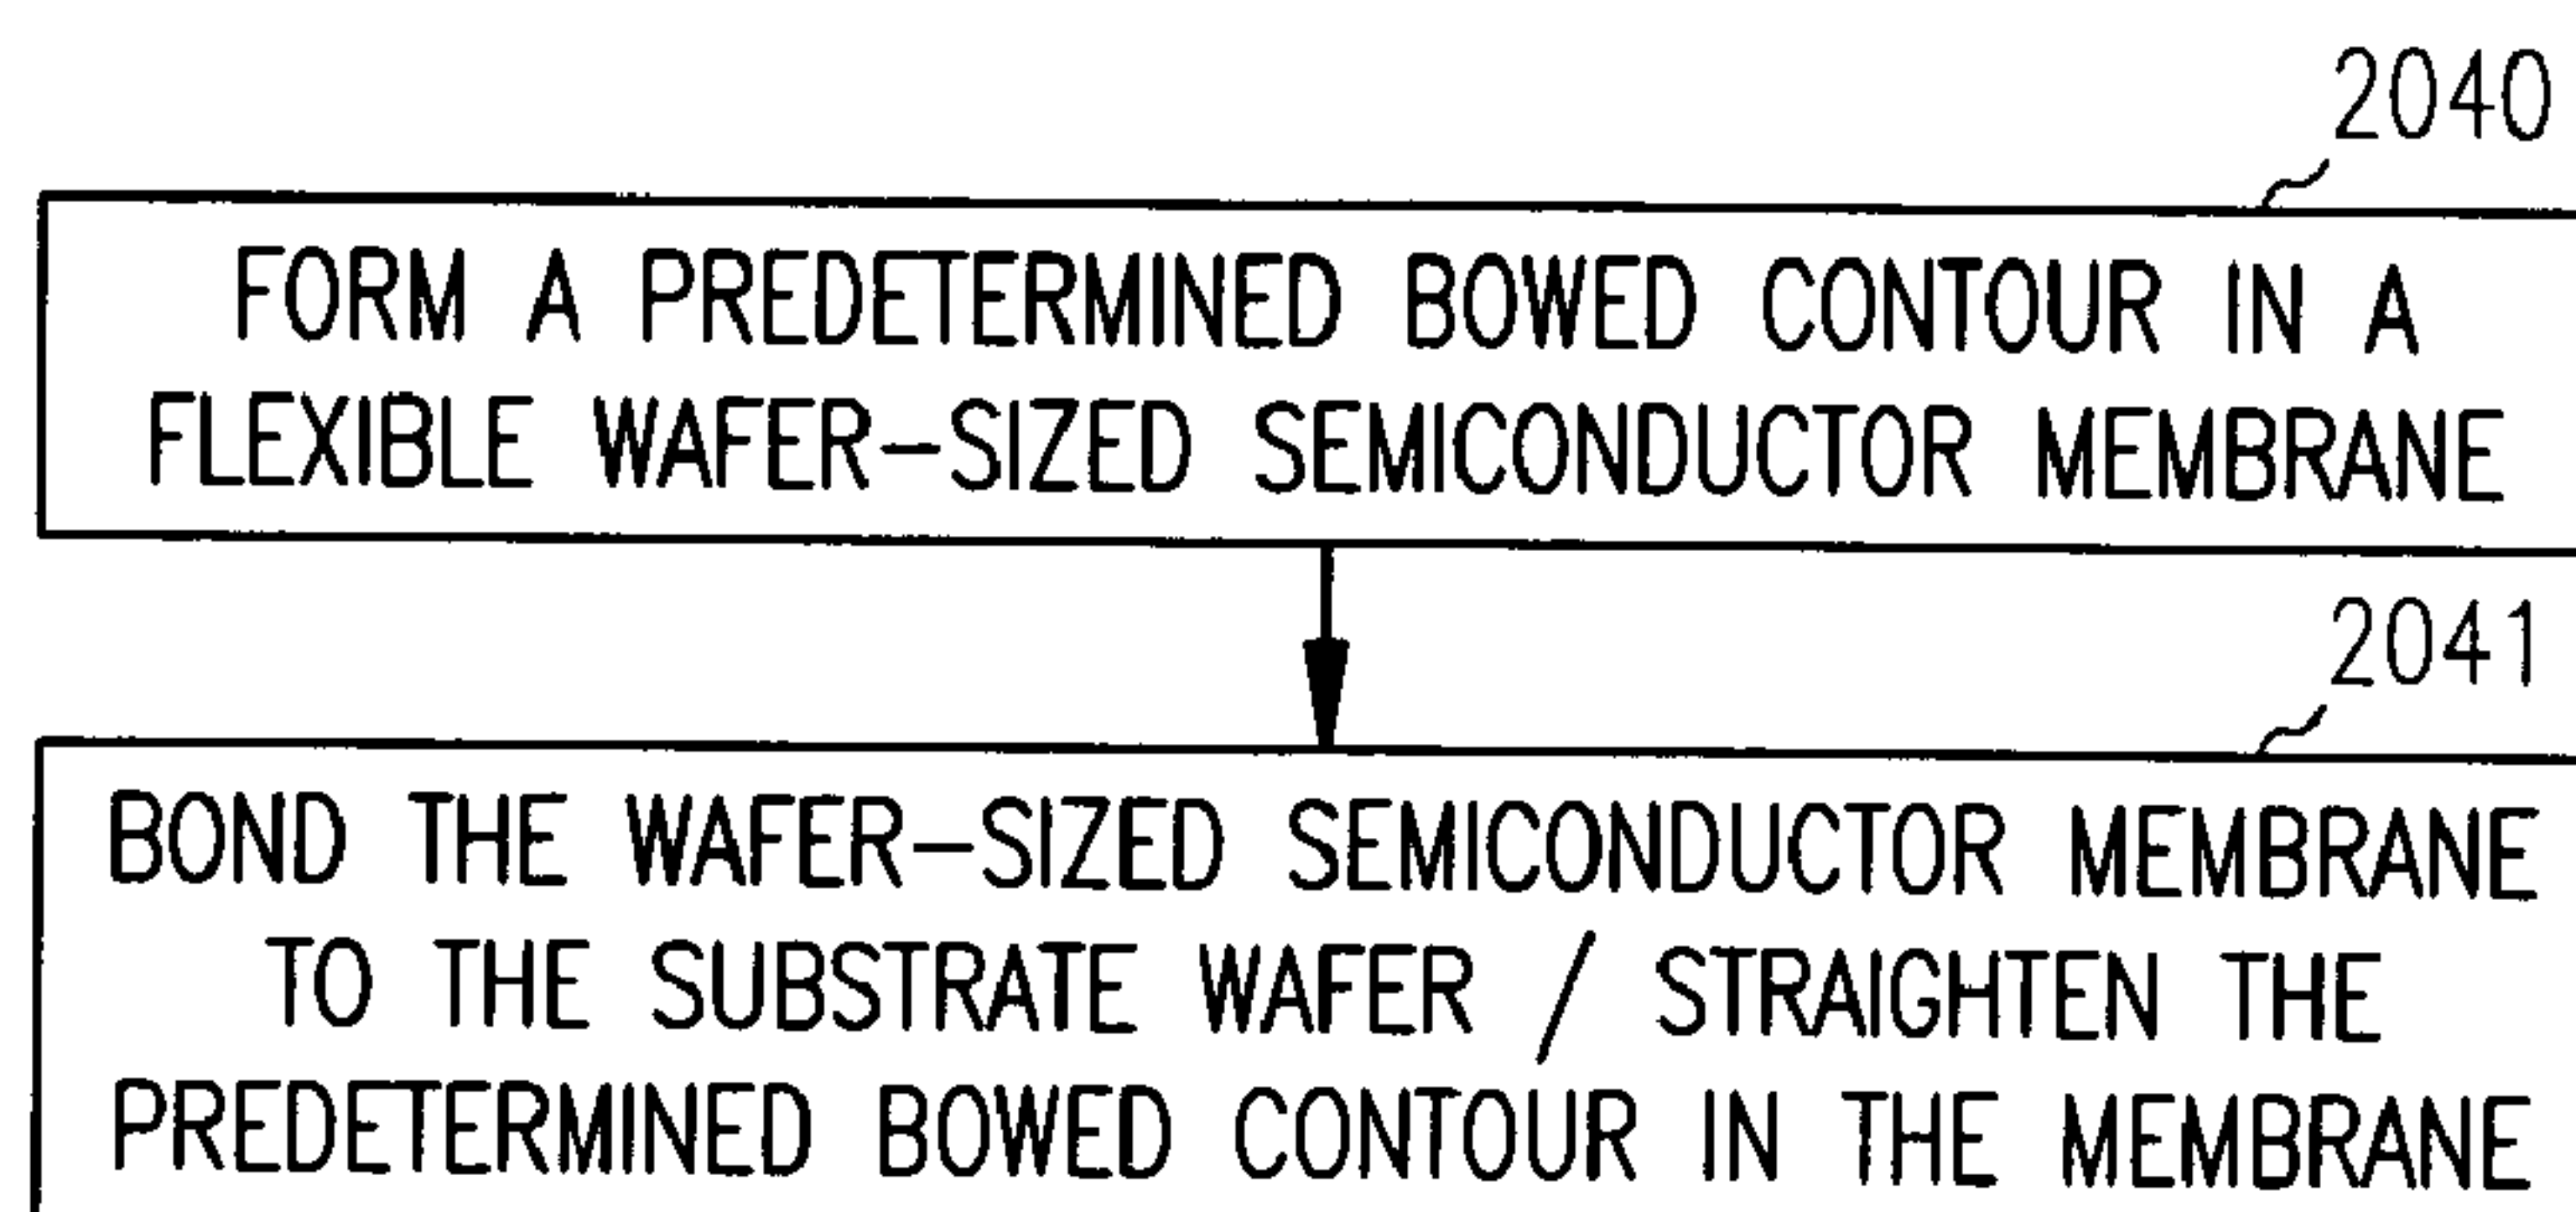 2040
FORM A PREDETERMINED BOWED CONTOUR IN A
FLEXIBLE WAFER-SIZED SEMICONDUCTOR MEMBRANE
2041
BOND THE WAFER-SIZED SEMICONDUCTOR MEMBRANE
TO THE SUBSTRATE WAFER / STRAIGHTEN THE
PREDETERMINED BOWED CONTOUR IN THE MEMBRANE